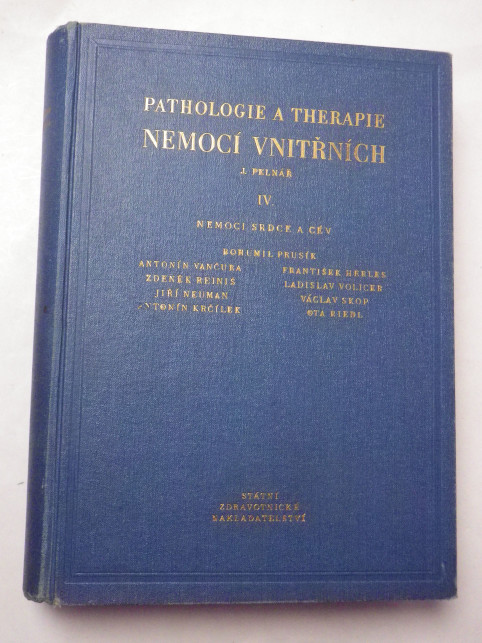 PATHOLOGIE A THERAPIE
NEMOCÍ VNITŘNÍCH
J. PELNÁŘ
IV.
NEMOCI SRDCE A CÉV
BOHUMIL PRUSÍK
ANTONÍN VANČURA
ZDENĚK REINIS
JIŘÍ NEUMAN
ANTONÍN KRČÍLEK
FRANTIŠEK HERLES
LADISLAV VOLICER
VÁCLAV SKOP
OTA RIEDL
STÁTNÍ
ZDRAVOTNICKÉ
NAKLADATELSTVÍ